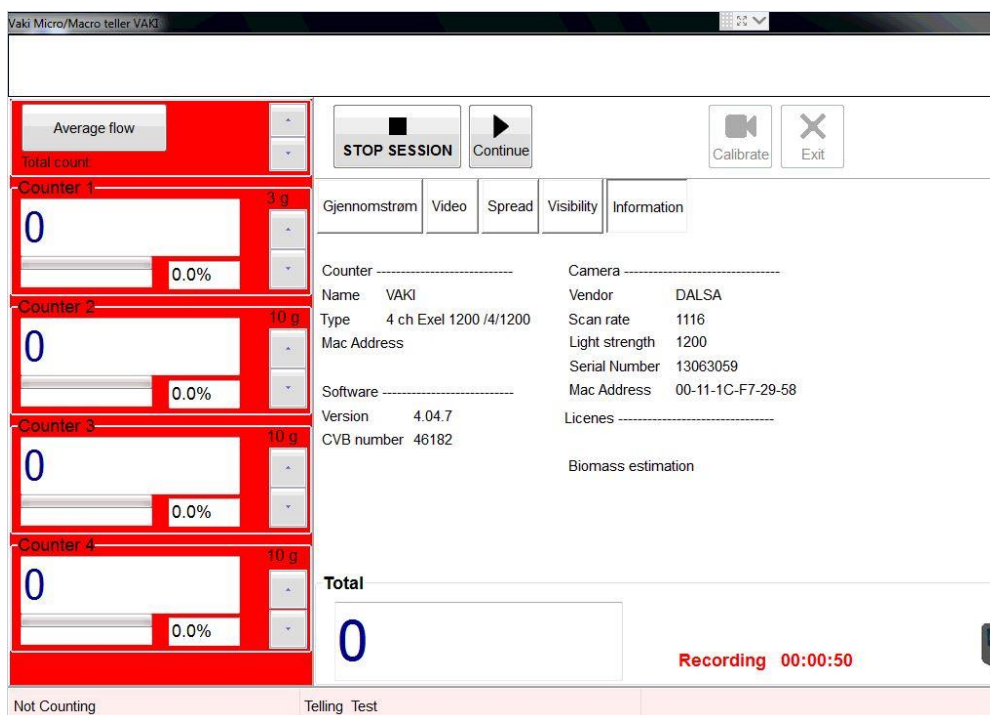 Vaki Micro/Macro teller VAKI
Average flow
Total count:
STOP SESSION
Continue
Calibrate
Exit
Counter 1
3 g
0
0.0%
Counter 2
10 g
0
0.0%
Counter 3
10 g
0
0.0%
Counter 4
10 g
0
0.0%
Gjennomstrøm Video Spread Visibility Information
Counter ----------------------------
Name VAKI
Type 4 ch Exel 1200 /4/1200
Mac Address
Software ---------------------------
Version 4.04.7
CVB number 46182
Camera --------------------------------
Vendor DALSA
Scan rate 1116
Light strength 1200
Serial Number 13063059
Mac Address 00-11-1C-F7-29-58
Licenes --------------------------------
Biomass estimation
Total
0
Recording 00:00:50
Not Counting
Telling Test